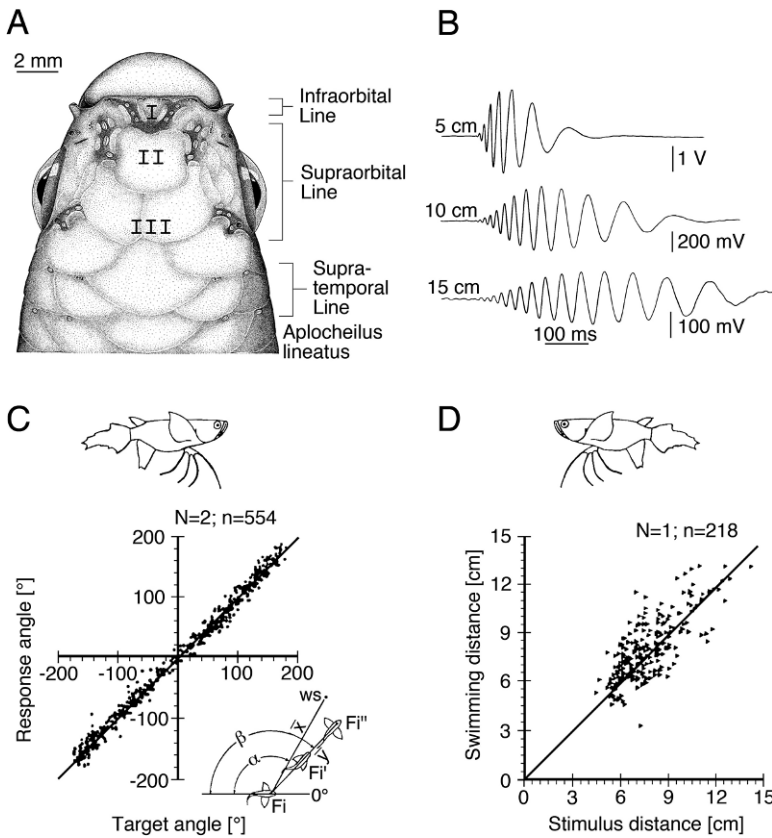 A
2 mm
I
II
III
Infraorbital
Line
Supraorbital
Line
Supra-
temporal
Line
Aplocheilus
lineatus
B
5 cm
1 V
10 cm
200 mV
15 cm
100 mV
100 ms
C
N=2; n=554
Response angle [°]
200
100
-200 -100 0 100 200
-100
-200
ws
x
Fi"
β
α
Fi'
y
Fi
0°
Target angle [°]
D
N=1; n=218
Swimming distance [cm]
15
12
9
6
3
0
0 3 6 9 12 15
Stimulus distance [cm]